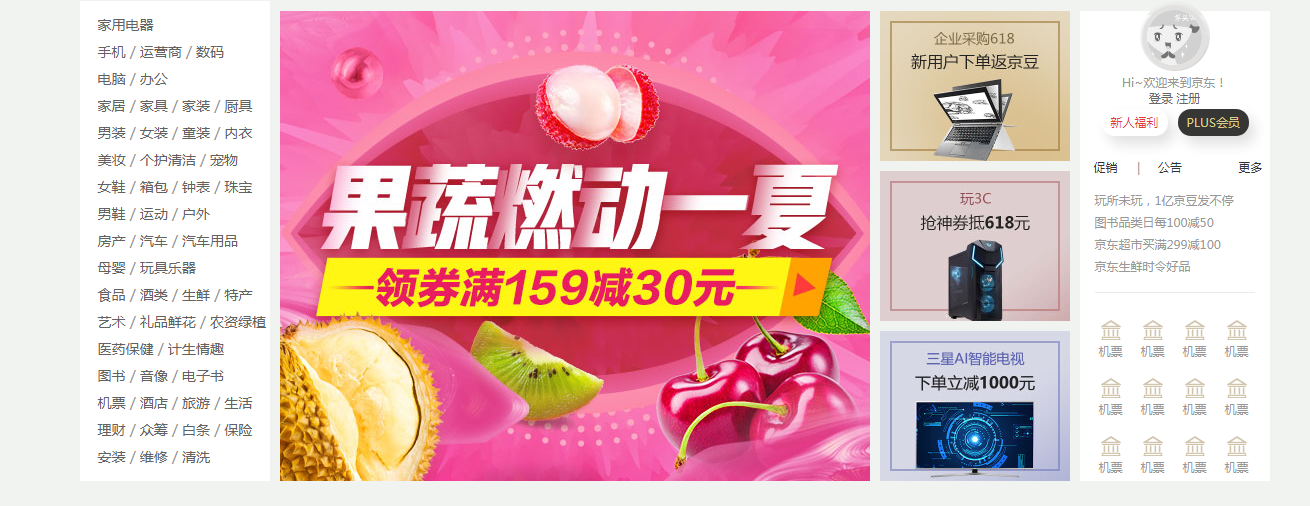 家用电器
手机 / 运营商 / 数码
电脑 / 办公
家居 / 家具 / 家装 / 厨具
男装 / 女装 / 童装 / 内衣
美妆 / 个护清洁 / 宠物
女鞋 / 箱包 / 钟表 / 珠宝
男鞋 / 运动 / 户外
房产 / 汽车 / 汽车用品
母婴 / 玩具乐器
食品 / 酒类 / 生鲜 / 特产
艺术 / 礼品鲜花 / 农资绿植
医药保健 / 计生情趣
图书 / 音像 / 电子书
机票 / 酒店 / 旅游 / 生活
理财 / 众筹 / 白条 / 保险
安装 / 维修 / 清洗
果蔬燃动一夏
领券满159减30元
企业采购618
新用户下单返京豆
玩3C
抢神券抵618元
三星AI智能电视
下单立减1000元
Hi~欢迎来到京东！
登录 注册
新人福利 PLUS会员
促销 | 公告 更多
玩所未玩，1亿京豆发不停
图书品类日每100减50
京东超市买满299减100
京东生鲜时令好品
机票 机票 机票 机票
机票 机票 机票 机票
机票 机票 机票 机票